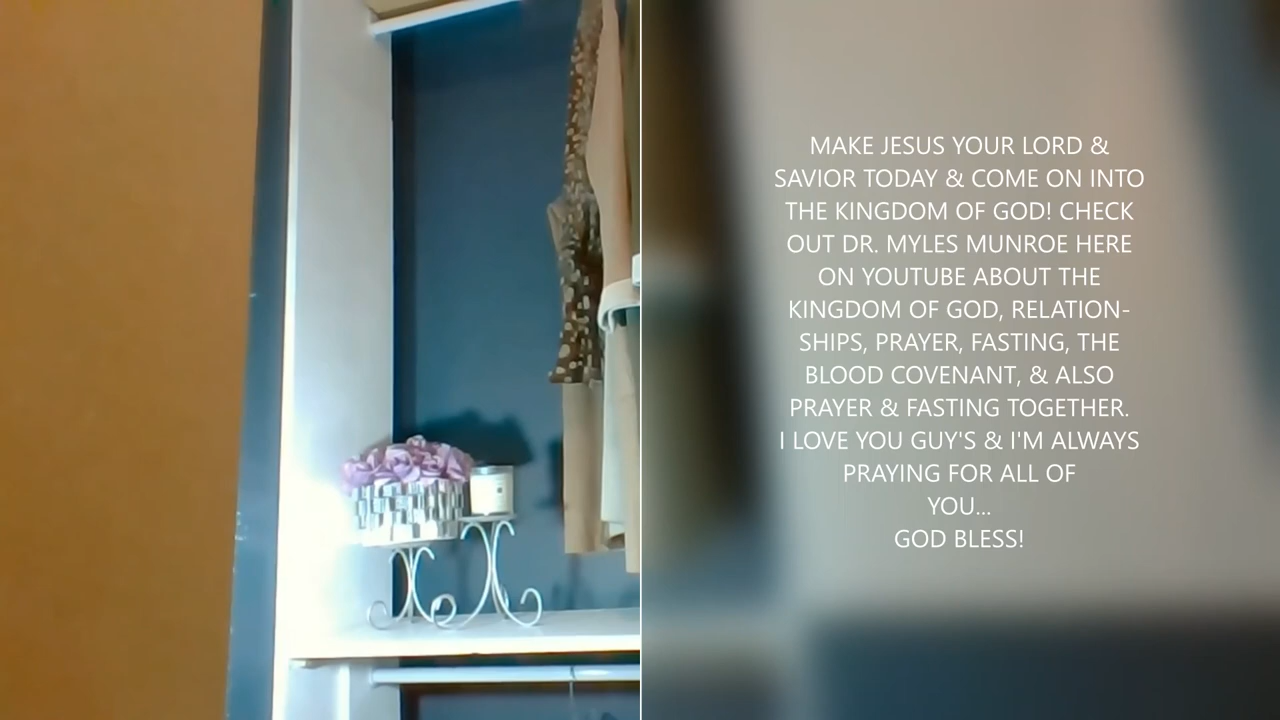 MAKE JESUS YOUR LORD &
SAVIOR TODAY & COME ON INTO
THE KINGDOM OF GOD! CHECK
OUT DR. MYLES MUNROE HERE
ON YOUTUBE ABOUT THE
KINGDOM OF GOD, RELATION-
SHIPS, PRAYER, FASTING, THE
BLOOD COVENANT, & ALSO
PRAYER & FASTING TOGETHER.
I LOVE YOU GUY'S & I'M ALWAYS
PRAYING FOR ALL OF
YOU...
GOD BLESS!